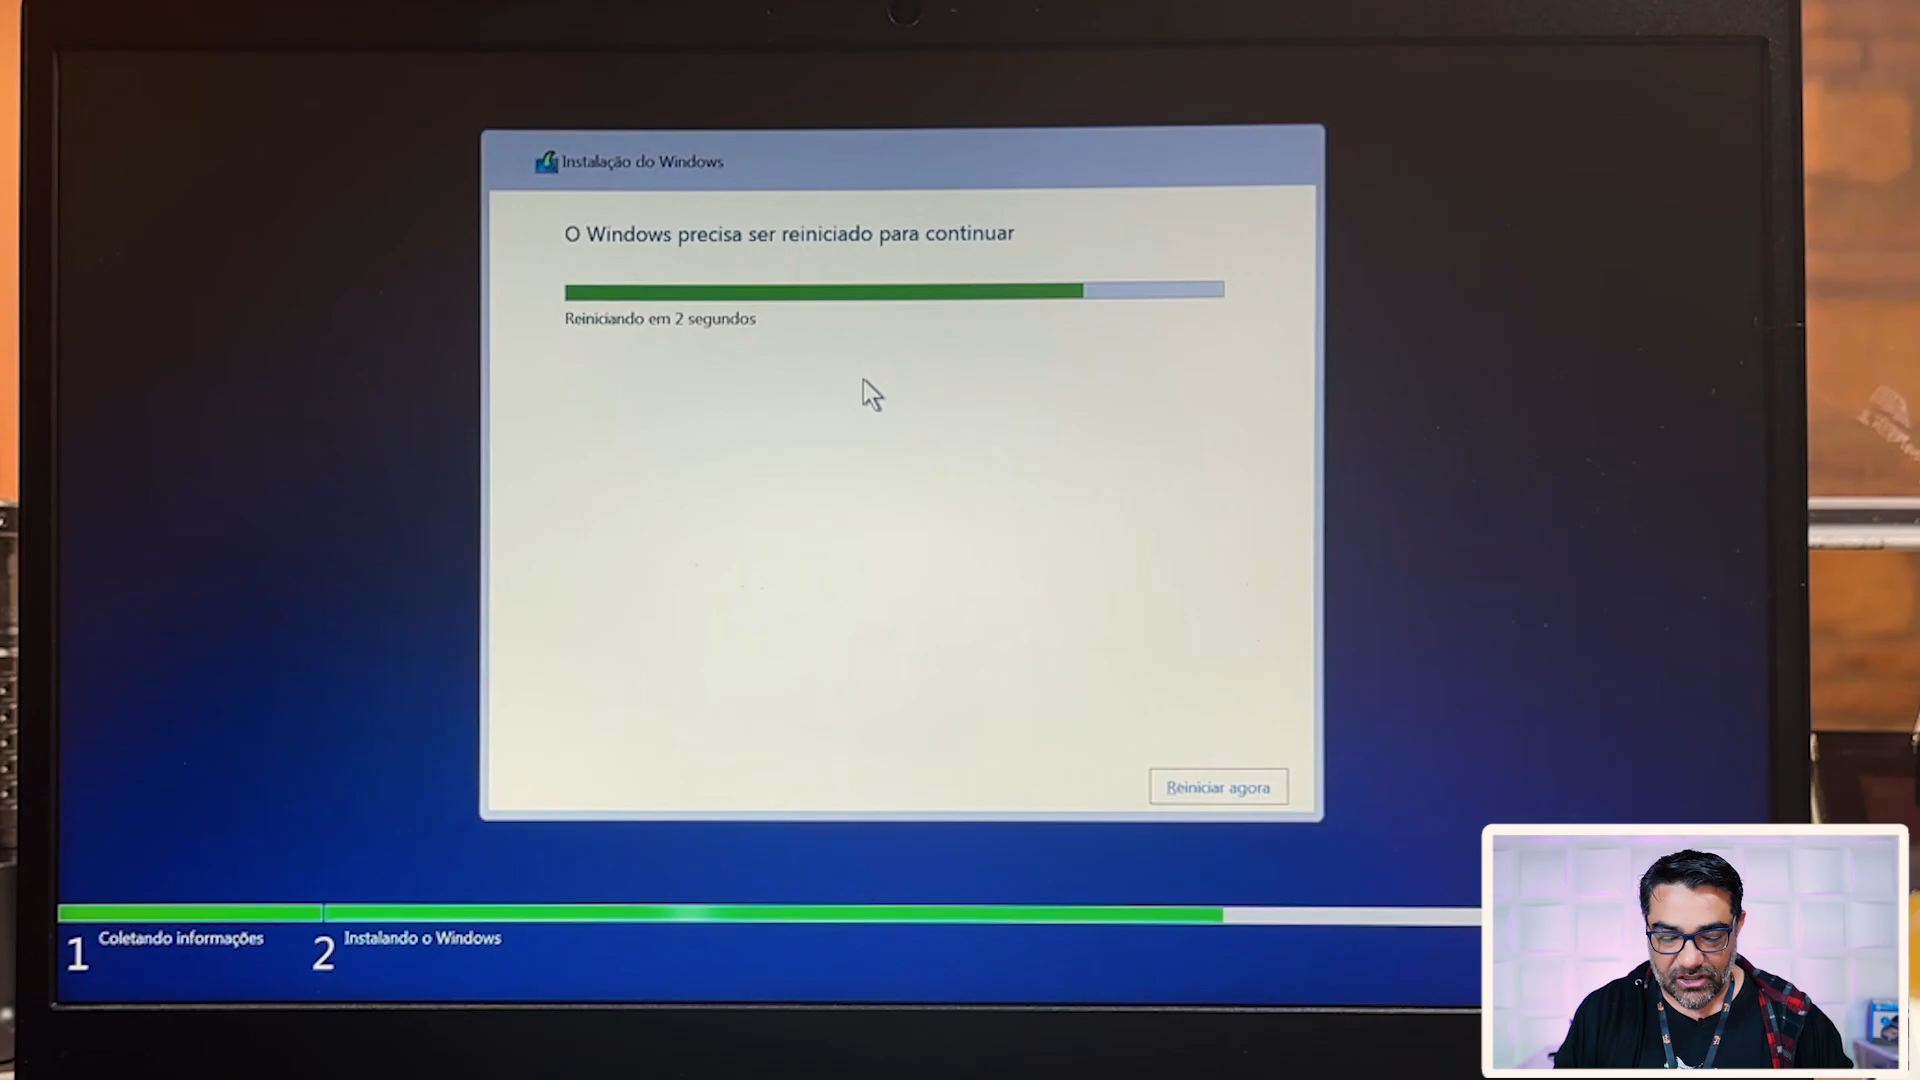 Instalação do Windows
O Windows precisa ser reiniciado para continuar
Reiniciando em 2 segundos
Reiniciar agora
1 Coletando informações
2 Instalando o Windows